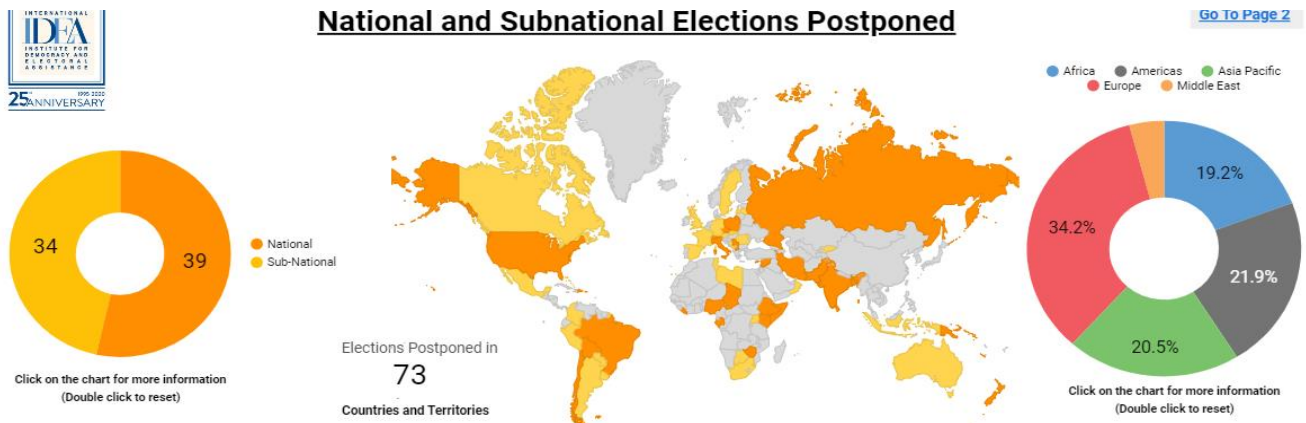 INTERNATIONAL
IDEA
INSTITUTE FOR
DEMOCRACY AND
ELECTORAL
ASSISTANCE
25TH ANNIVERSARY
1995 2020
National and Subnational Elections Postponed
Go To Page 2
34
39
National
Sub-National
Click on the chart for more information
(Double click to reset)
Elections Postponed in
73
Countries and Territories
Africa Americas Asia Pacific
Europe Middle East
19.2%
34.2%
21.9%
20.5%
Click on the chart for more information
(Double click to reset)